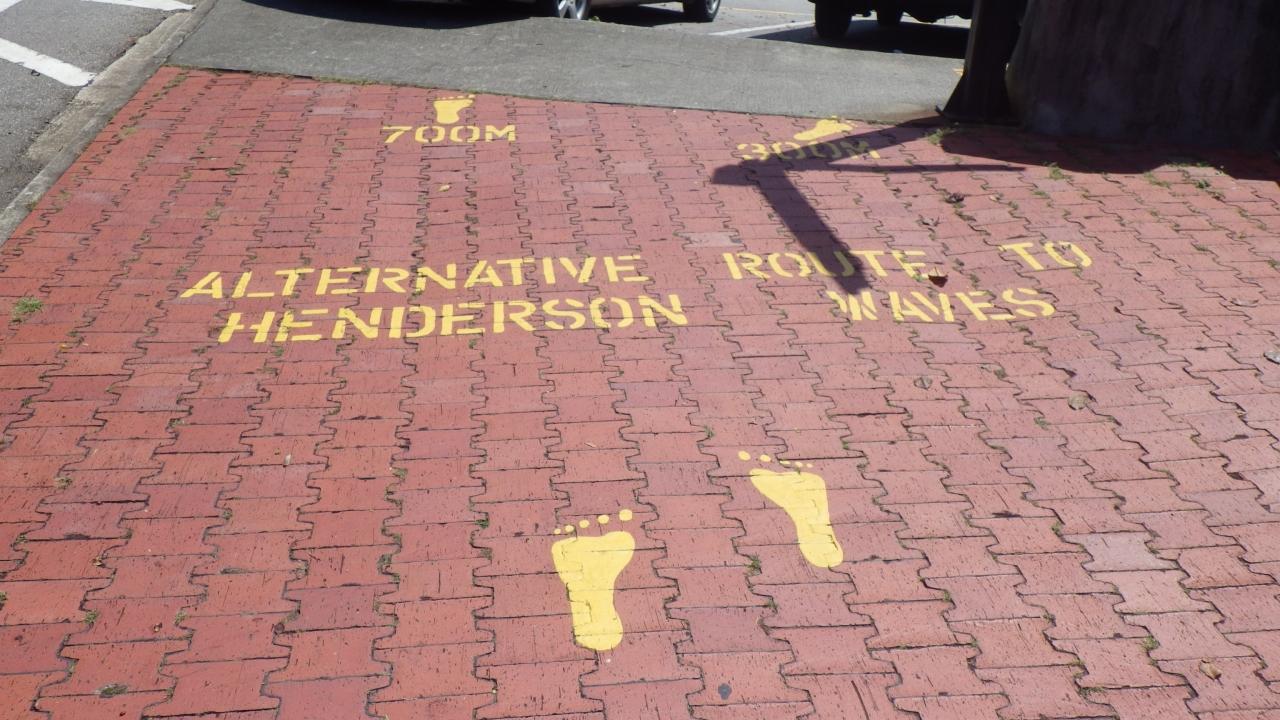 700M 300M
ALTERNATIVE ROUTE TO
HENDERSON WAVES